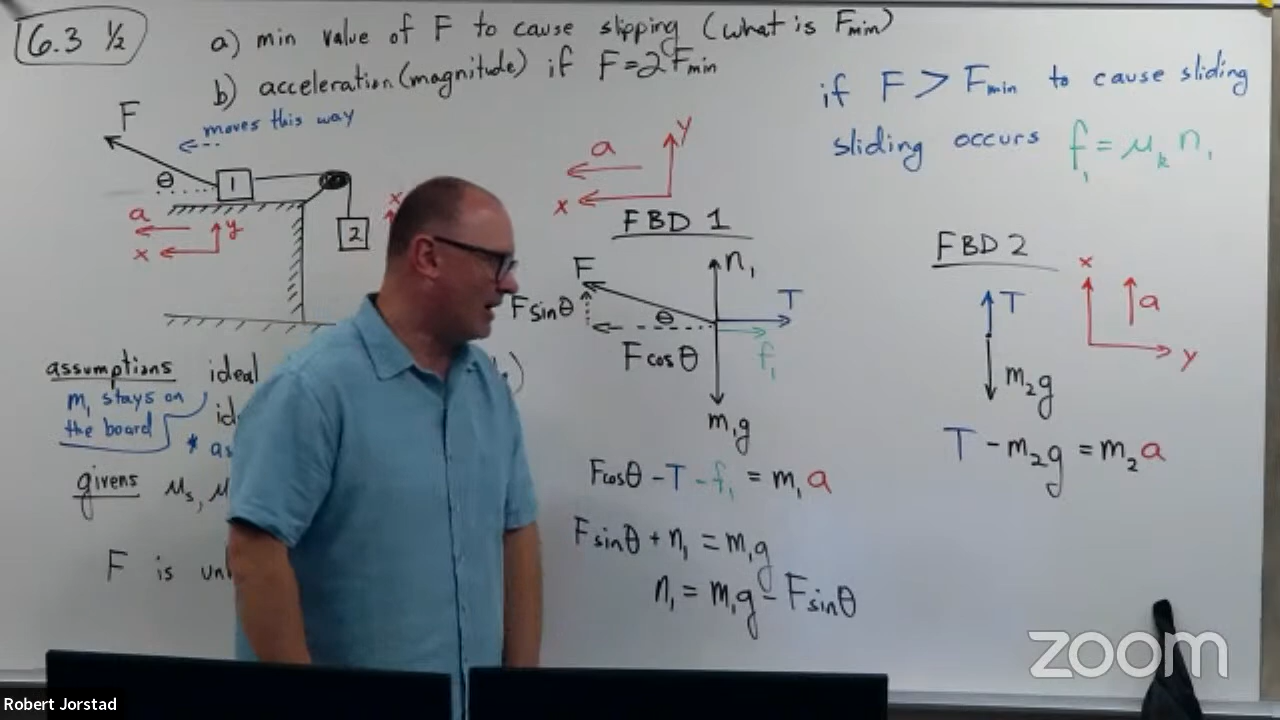 6.3 ½
a) min value of F to cause slipping (what is Fmin)
b) acceleration (magnitude) if F=2Fmin
if F > Fmin to cause sliding
sliding occurs f₁ = μₖ n₁
F
moves this way
θ
1
2
a
y
x
x
a
y
x
FBD 1
n₁
F
Fsinθ
θ
T
Fcosθ
f₁
m₁g
Fcosθ - T - f₁ = m₁a
Fsinθ + n₁ = m₁g
n₁ = m₁g - Fsinθ
FBD 2
x
T
a
y
m₂g
T - m₂g = m₂a
assumptions ideal
m₁ stays on
the board
*
givens μₛ,
F is
zoom
Robert Jorstad